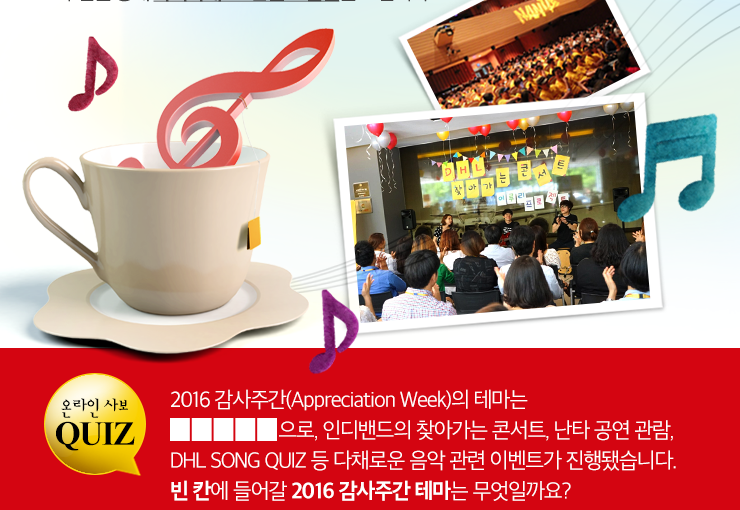 NANTA
DHL
찾아가는 콘서트
온라인 사보
QUIZ
2016 감사주간(Appreciation Week)의 테마는
□□□□□으로, 인디밴드의 찾아가는 콘서트, 난타 공연 관람,
DHL SONG QUIZ 등 다채로운 음악 관련 이벤트가 진행됐습니다.
빈 칸에 들어갈 2016 감사주간 테마는 무엇일까요?